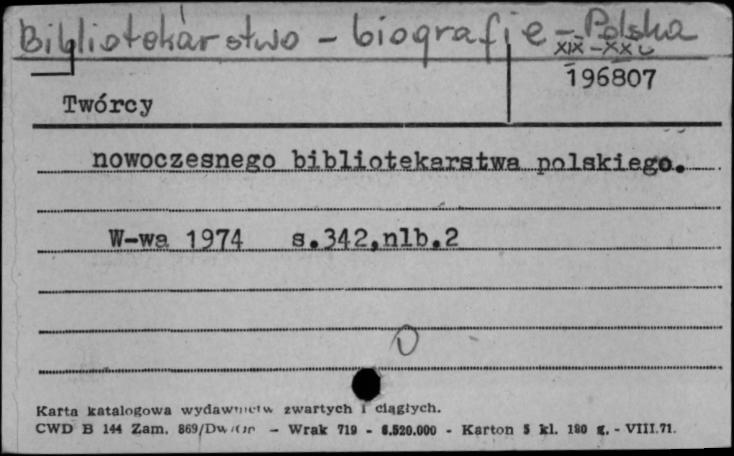 Bibliotekarstwo - biografie - Polska
XIX - XX w
196807
Twórcy
nowoczesnego bibliotekarstwa polskiego.
W-wa 1974 s.342,nlb.2
Karta katalogowa wydawnictw zwartych i ciągłych.
CWD B 144 Zam. 869/Dw - Wrak 719 - 6.520.000 - Karton 5 kl. 180 g. - VIII.71.